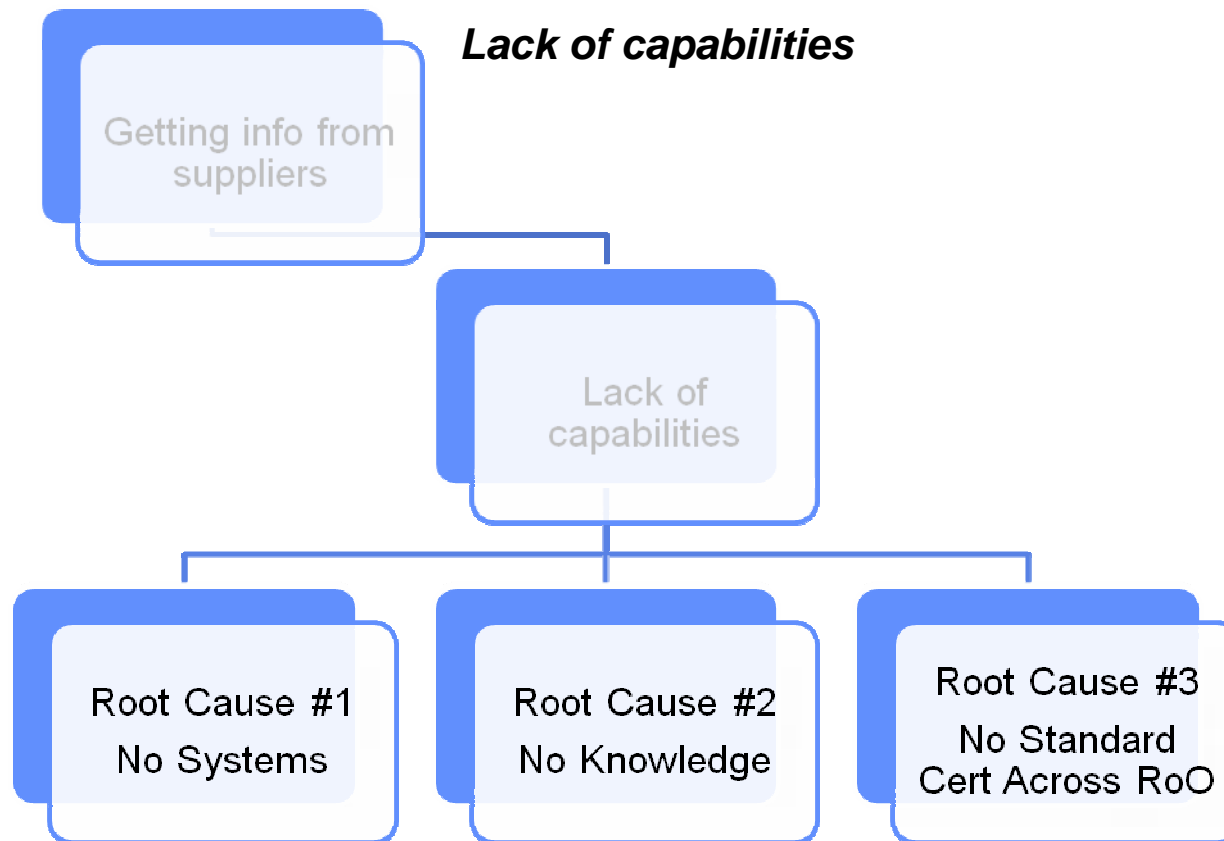 Lack of capabilities
Getting info from
suppliers
Lack of
capabilities
Root Cause #1
No Systems
Root Cause #2
No Knowledge
Root Cause #3
No Standard
Cert Across RoO